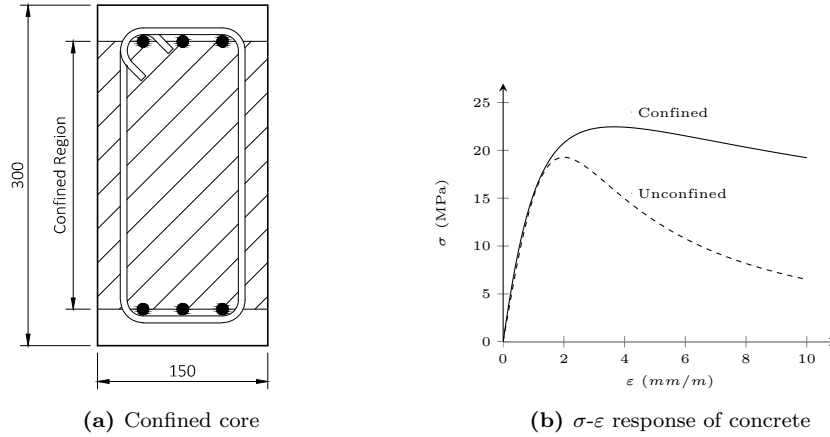 300
Confined Region
150
(a) Confined core
25
20
15
10
5
0
σ (MPa)
Confined
Unconfined
0 2 4 6 8 10
ε (mm/m)
(b) σ-ε response of concrete